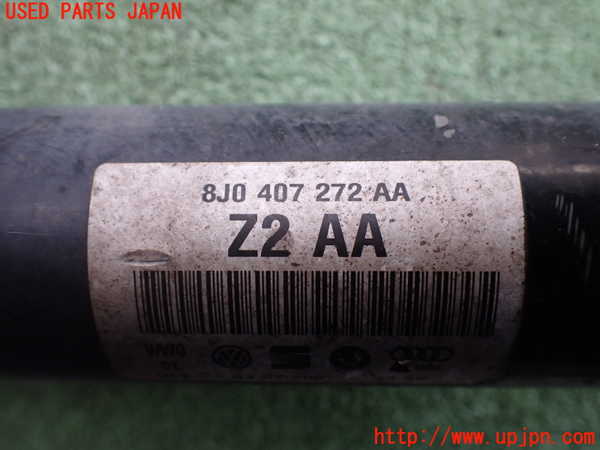 USED PARTS JAPAN
8J0 407 272 AA
Z2 AA
http://www.upjpn.com/